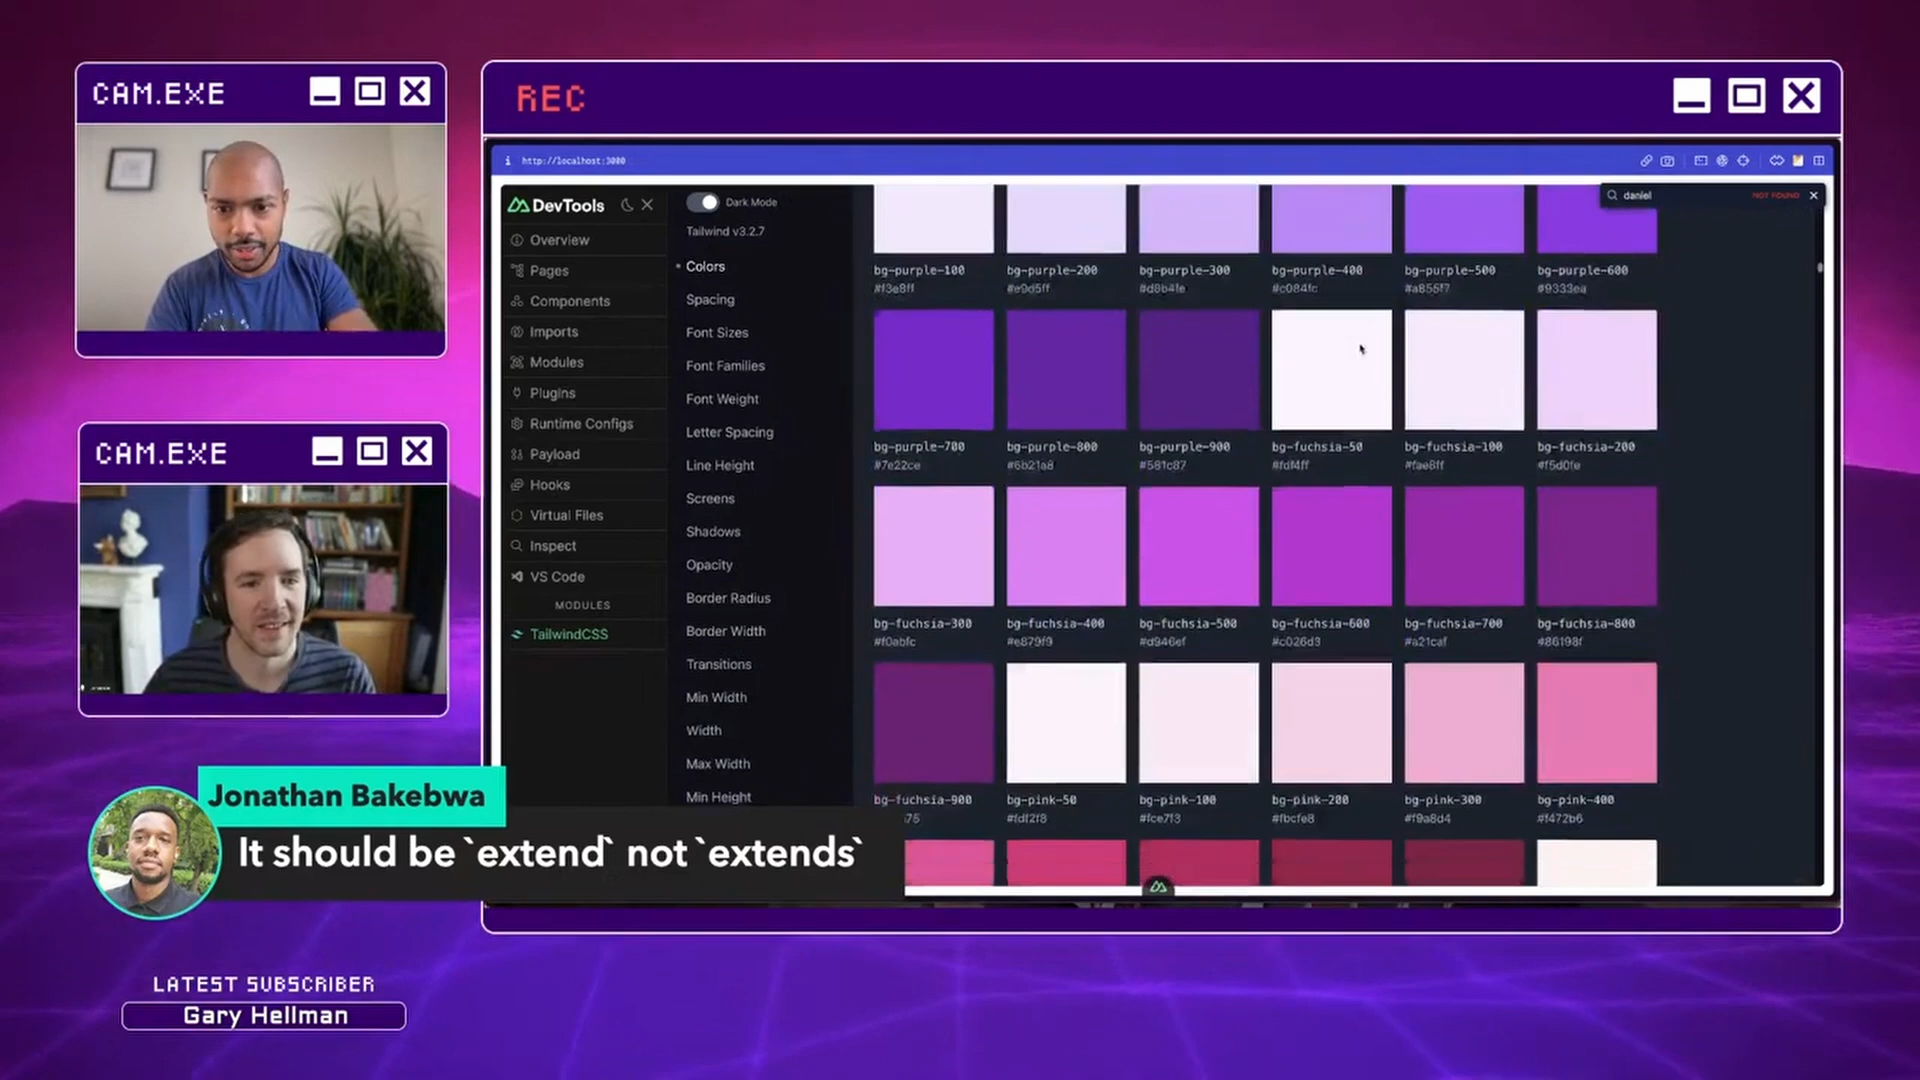 CAM.EXE
REC
http://localhost:3000
DevTools
Dark Mode
daniel
NOT FOUND
Overview
Pages
Components
Imports
Modules
Plugins
Runtime Configs
Payload
Hooks
Virtual Files
Inspect
VS Code
MODULES
TailwindCSS
Tailwind v3.2.7
Colors
Spacing
Font Sizes
Font Families
Font Weight
Letter Spacing
Line Height
Screens
Shadows
Opacity
Border Radius
Border Width
Transitions
Min Width
Width
Max Width
Min Height
bg-purple-100 bg-purple-200 bg-purple-300 bg-purple-400 bg-purple-500 bg-purple-600
#f3e8ff #e9d5ff #d8b4fe #c084fc #a855f7 #9333ea
bg-purple-700 bg-purple-800 bg-purple-900 bg-fuchsia-50 bg-fuchsia-100 bg-fuchsia-200
#7e22ce #6b21a8 #581c87 #fdf4ff #fae8ff #f5d0fe
bg-fuchsia-300 bg-fuchsia-400 bg-fuchsia-500 bg-fuchsia-600 bg-fuchsia-700 bg-fuchsia-800
#f0abfc #e879f9 #d946ef #c026d3 #a21caf #86198f
bg-fuchsia-900 bg-pink-50 bg-pink-100 bg-pink-200 bg-pink-300 bg-pink-400
75 #fdf2f8 #fce7f3 #fbcfe8 #f9a8d4 #f472b6
CAM.EXE
Jonathan Bakebwa
It should be `extend` not `extends`
LATEST SUBSCRIBER
Gary Hellman